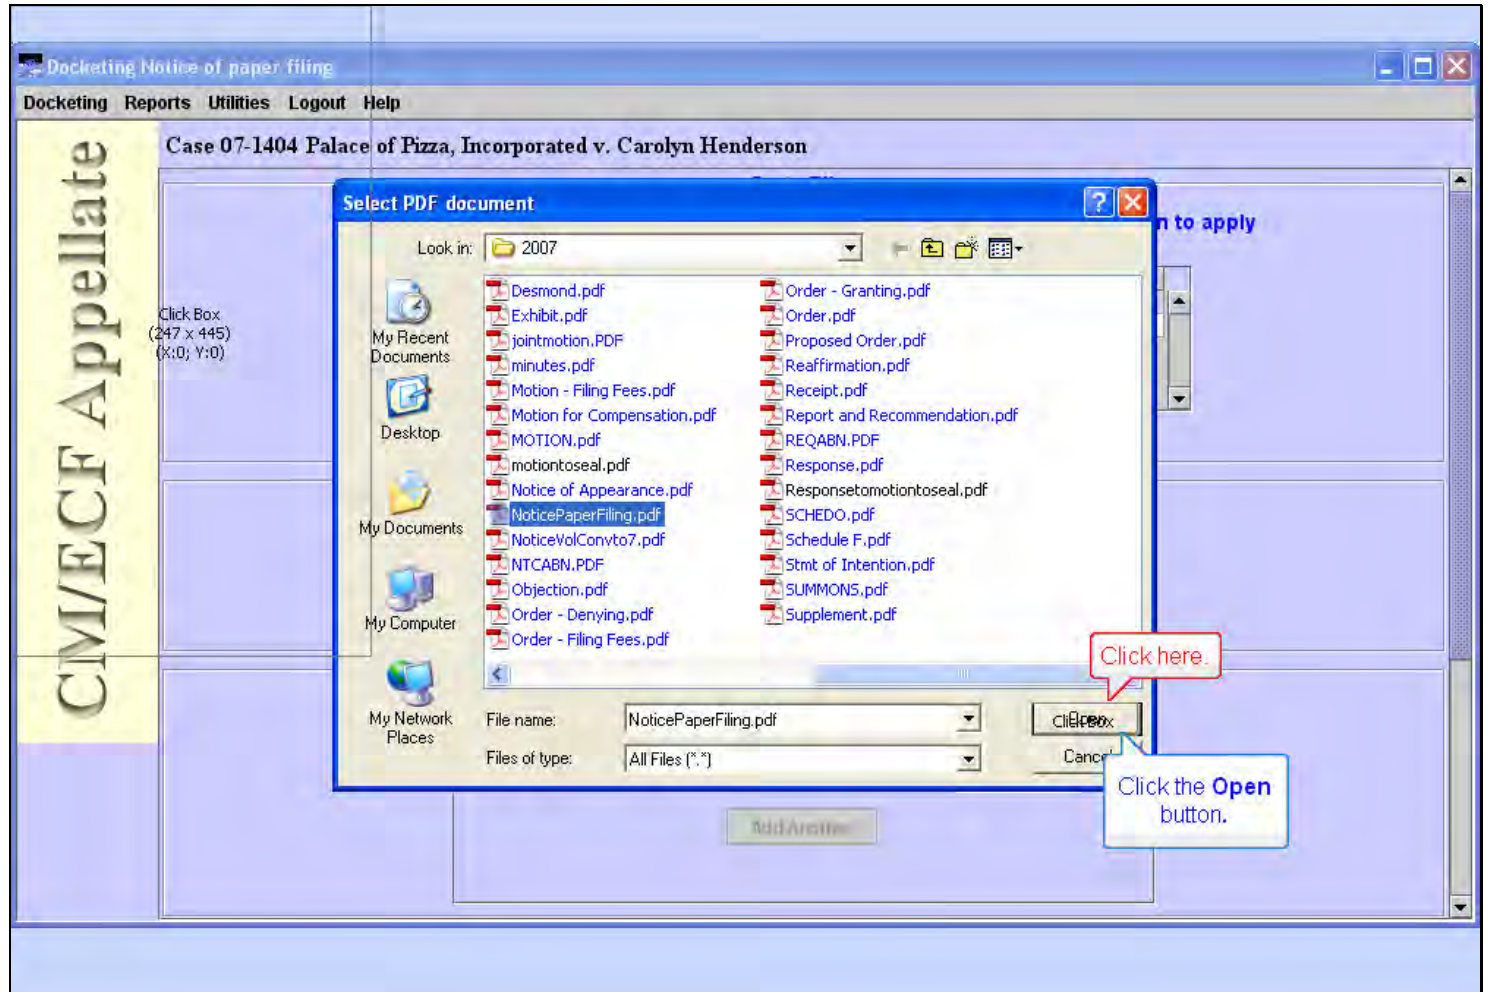 Docketing Notice of paper filing
Docketing Reports Utilities Logout Help
CM/ECF Appellate
Case 07-1404 Palace of Pizza, Incorporated v. Carolyn Henderson
n to apply
Click Box
(247 x 445)
(X:0; Y:0)
Select PDF document
Look in:
2007
My Recent
Documents
Desktop
My Documents
My Computer
My Network
Places
Desmond.pdf
Exhibit.pdf
jointmotion.PDF
minutes.pdf
Motion - Filing Fees.pdf
Motion for Compensation.pdf
MOTION.pdf
motiontoseal.pdf
Notice of Appearance.pdf
NoticePaperFiling.pdf
NoticeVolConvto7.pdf
NTCABN.PDF
Objection.pdf
Order - Denying.pdf
Order - Filing Fees.pdf
Order - Granting.pdf
Order.pdf
Proposed Order.pdf
Reaffirmation.pdf
Receipt.pdf
Report and Recommendation.pdf
REQABN.PDF
Response.pdf
Responsetomotiontoseal.pdf
SCHEDO.pdf
Schedule F.pdf
Stmt of Intention.pdf
SUMMONS.pdf
Supplement.pdf
Click here.
File name:
NoticePaperFiling.pdf
Open
Click Box
Files of type:
All Files (*.*)
Cancel
Click the Open
button.
Add Another